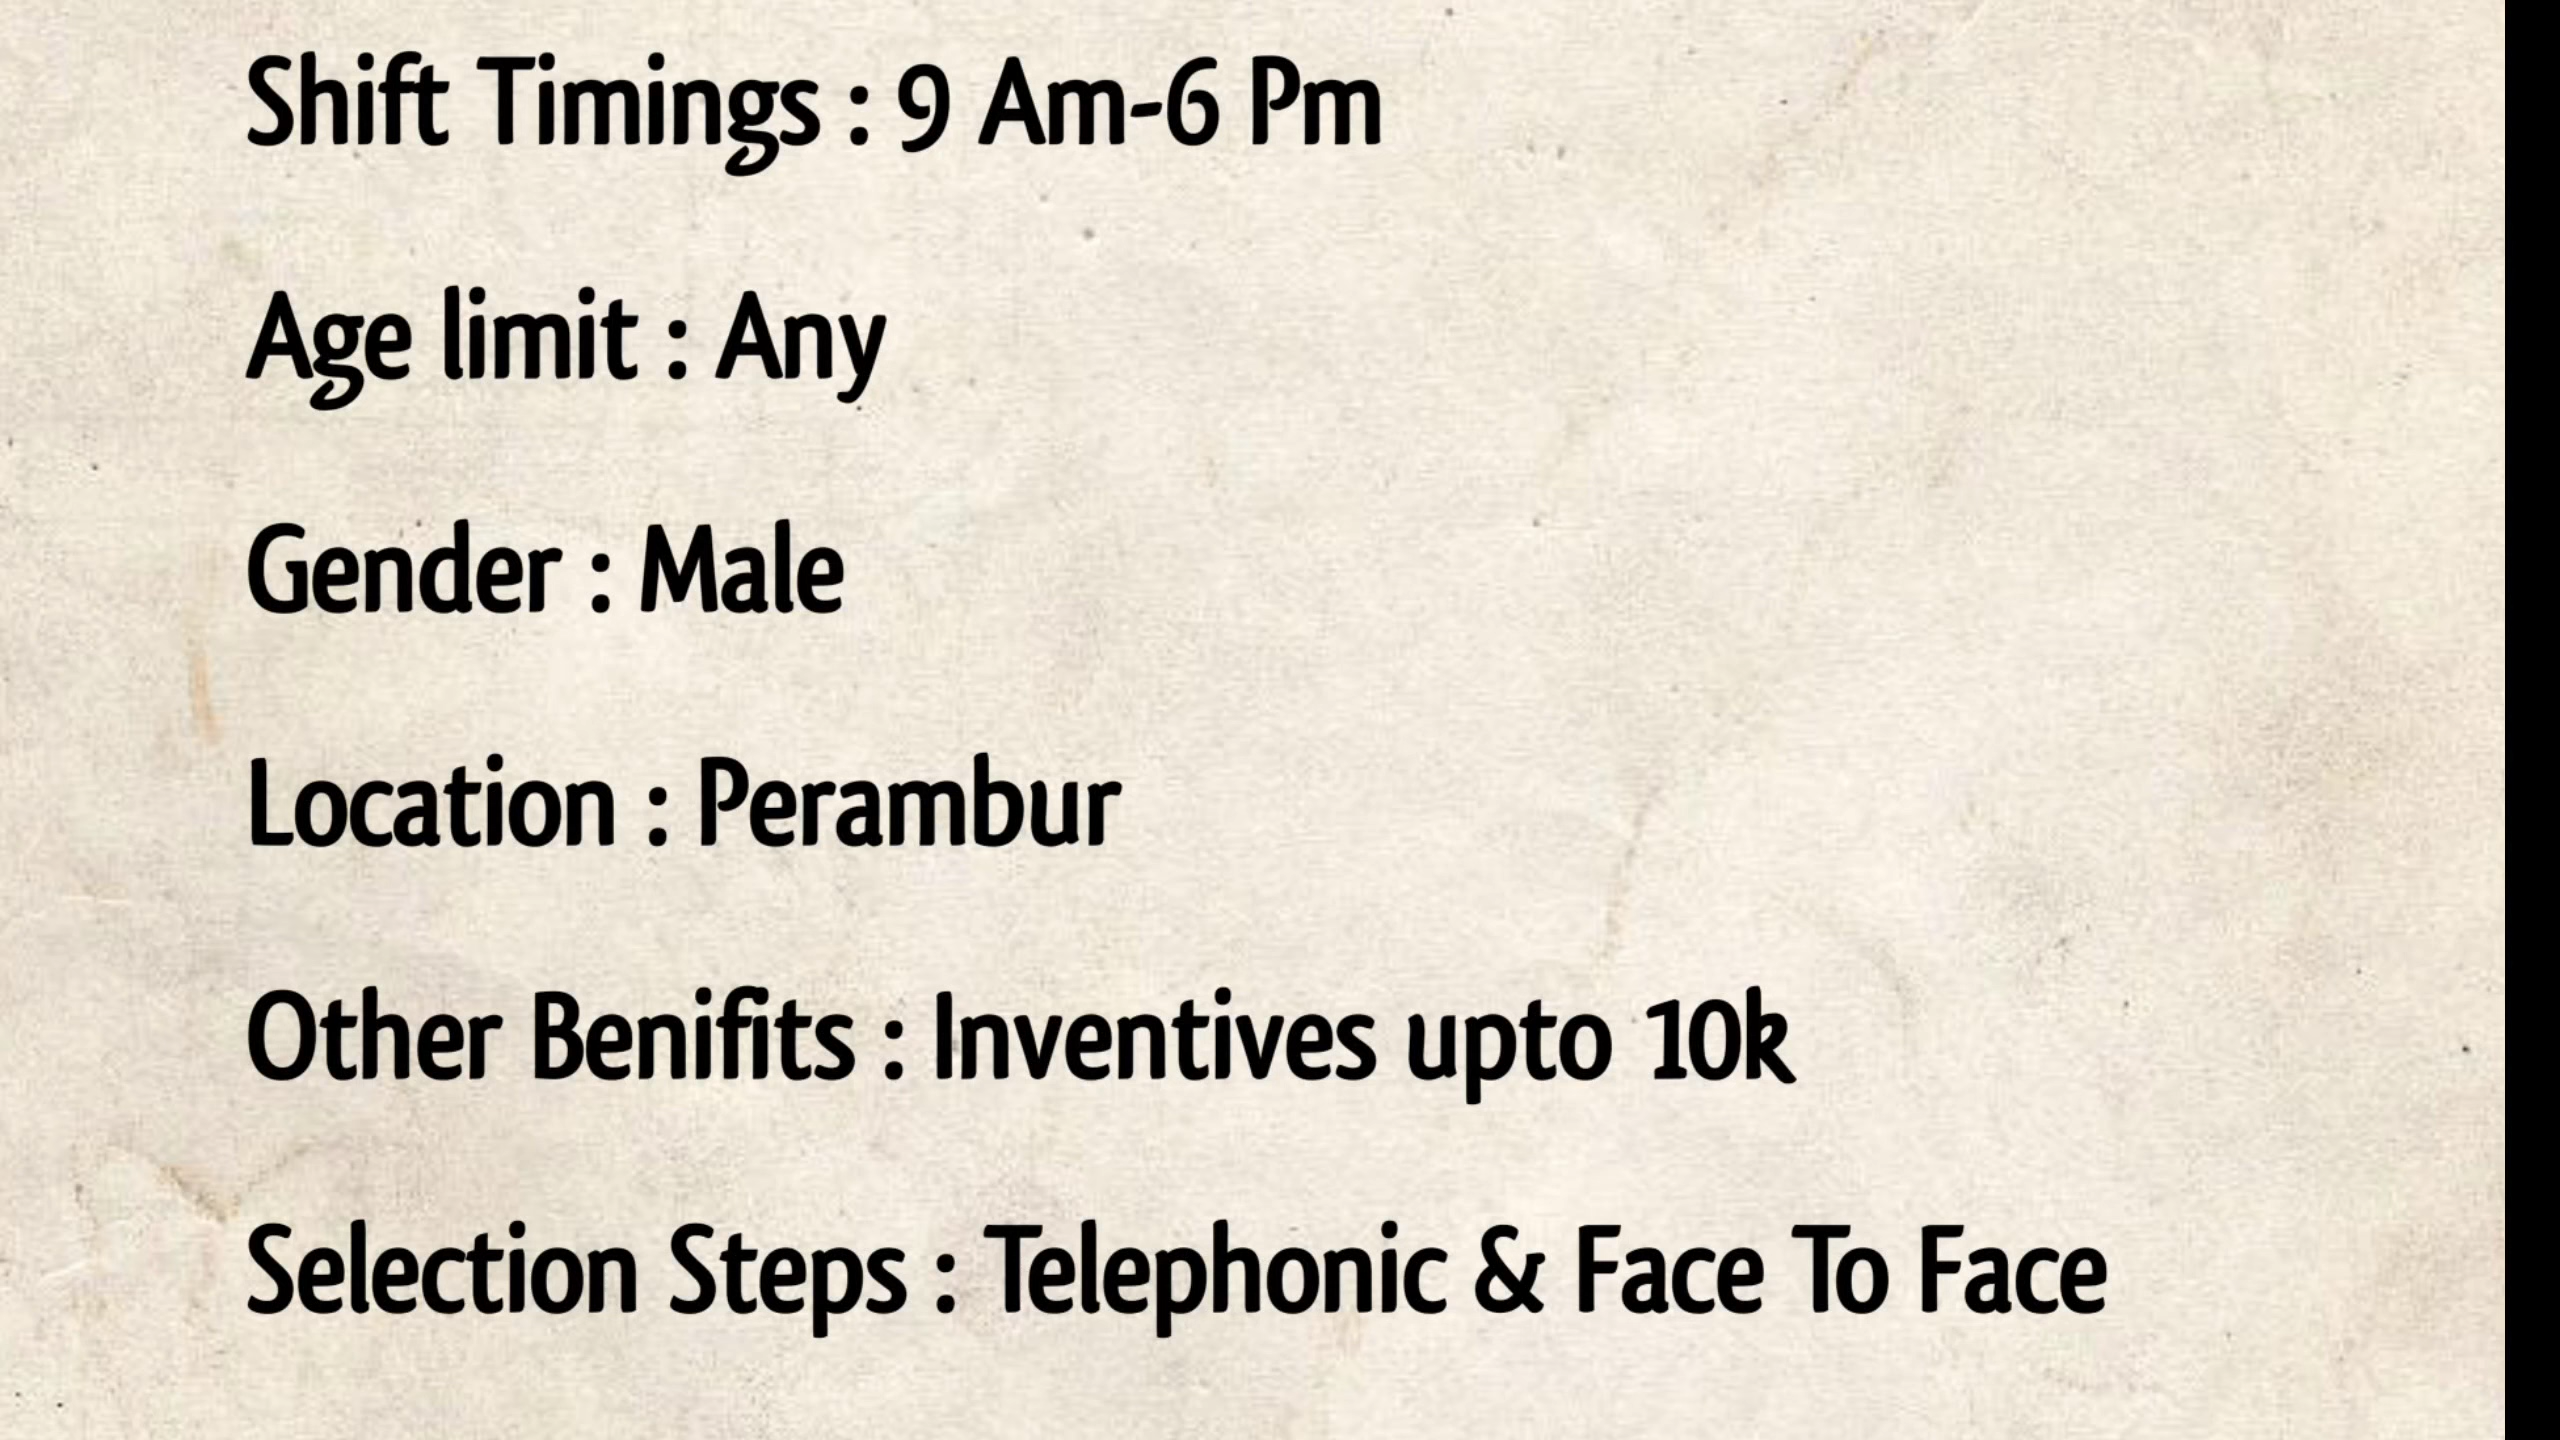 Shift Timings : 9 Am-6 Pm
Age limit : Any
Gender : Male
Location : Perambur
Other Benifits : Inventives upto 10k
Selection Steps : Telephonic & Face To Face